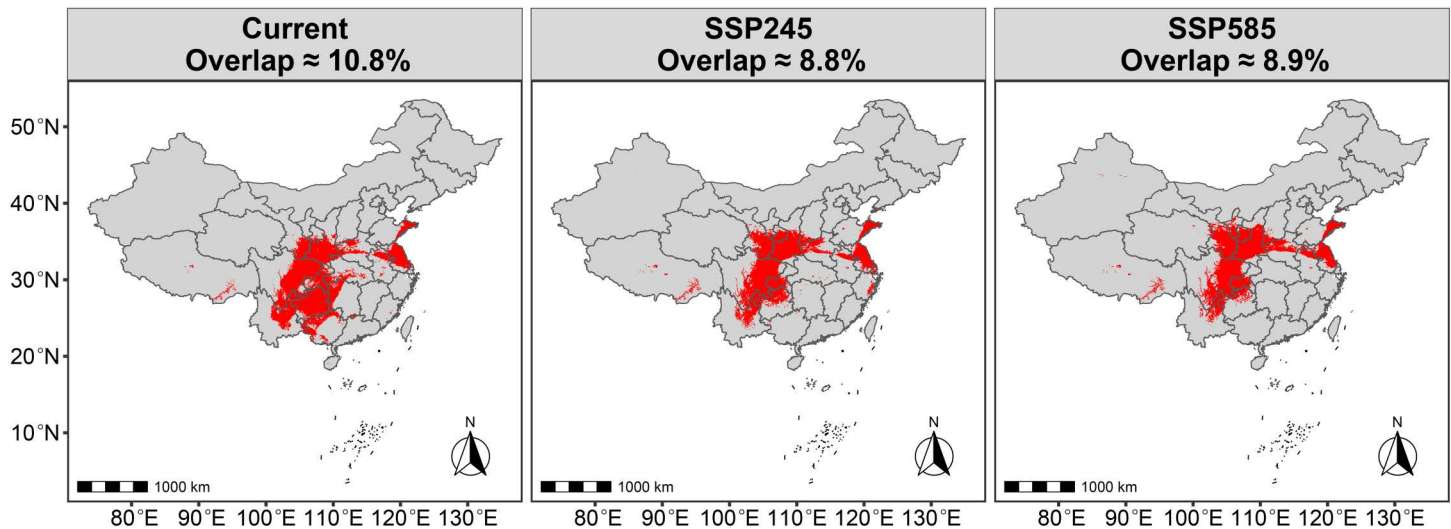 Current
Overlap ≈ 10.8%
SSP245
Overlap ≈ 8.8%
SSP585
Overlap ≈ 8.9%
50°N
40°N
30°N
20°N
10°N
N
N
N
1000 km
1000 km
1000 km
80°E 90°E 100°E 110°E 120°E 130°E
80°E 90°E 100°E 110°E 120°E 130°E
80°E 90°E 100°E 110°E 120°E 130°E